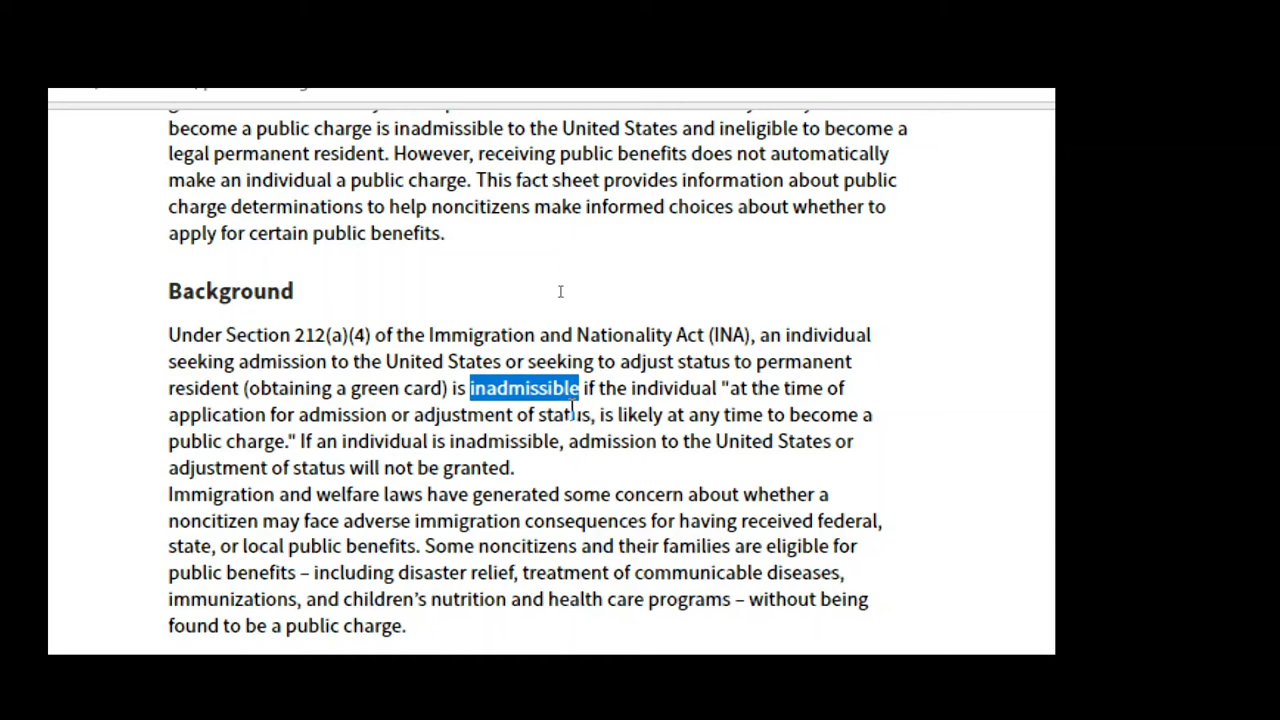 become a public charge is inadmissible to the United States and ineligible to become a
legal permanent resident. However, receiving public benefits does not automatically
make an individual a public charge. This fact sheet provides information about public
charge determinations to help noncitizens make informed choices about whether to
apply for certain public benefits.
Background
Under Section 212(a)(4) of the Immigration and Nationality Act (INA), an individual
seeking admission to the United States or seeking to adjust status to permanent
resident (obtaining a green card) is inadmissible if the individual "at the time of
application for admission or adjustment of status, is likely at any time to become a
public charge." If an individual is inadmissible, admission to the United States or
adjustment of status will not be granted.
Immigration and welfare laws have generated some concern about whether a
noncitizen may face adverse immigration consequences for having received federal,
state, or local public benefits. Some noncitizens and their families are eligible for
public benefits – including disaster relief, treatment of communicable diseases,
immunizations, and children’s nutrition and health care programs – without being
found to be a public charge.